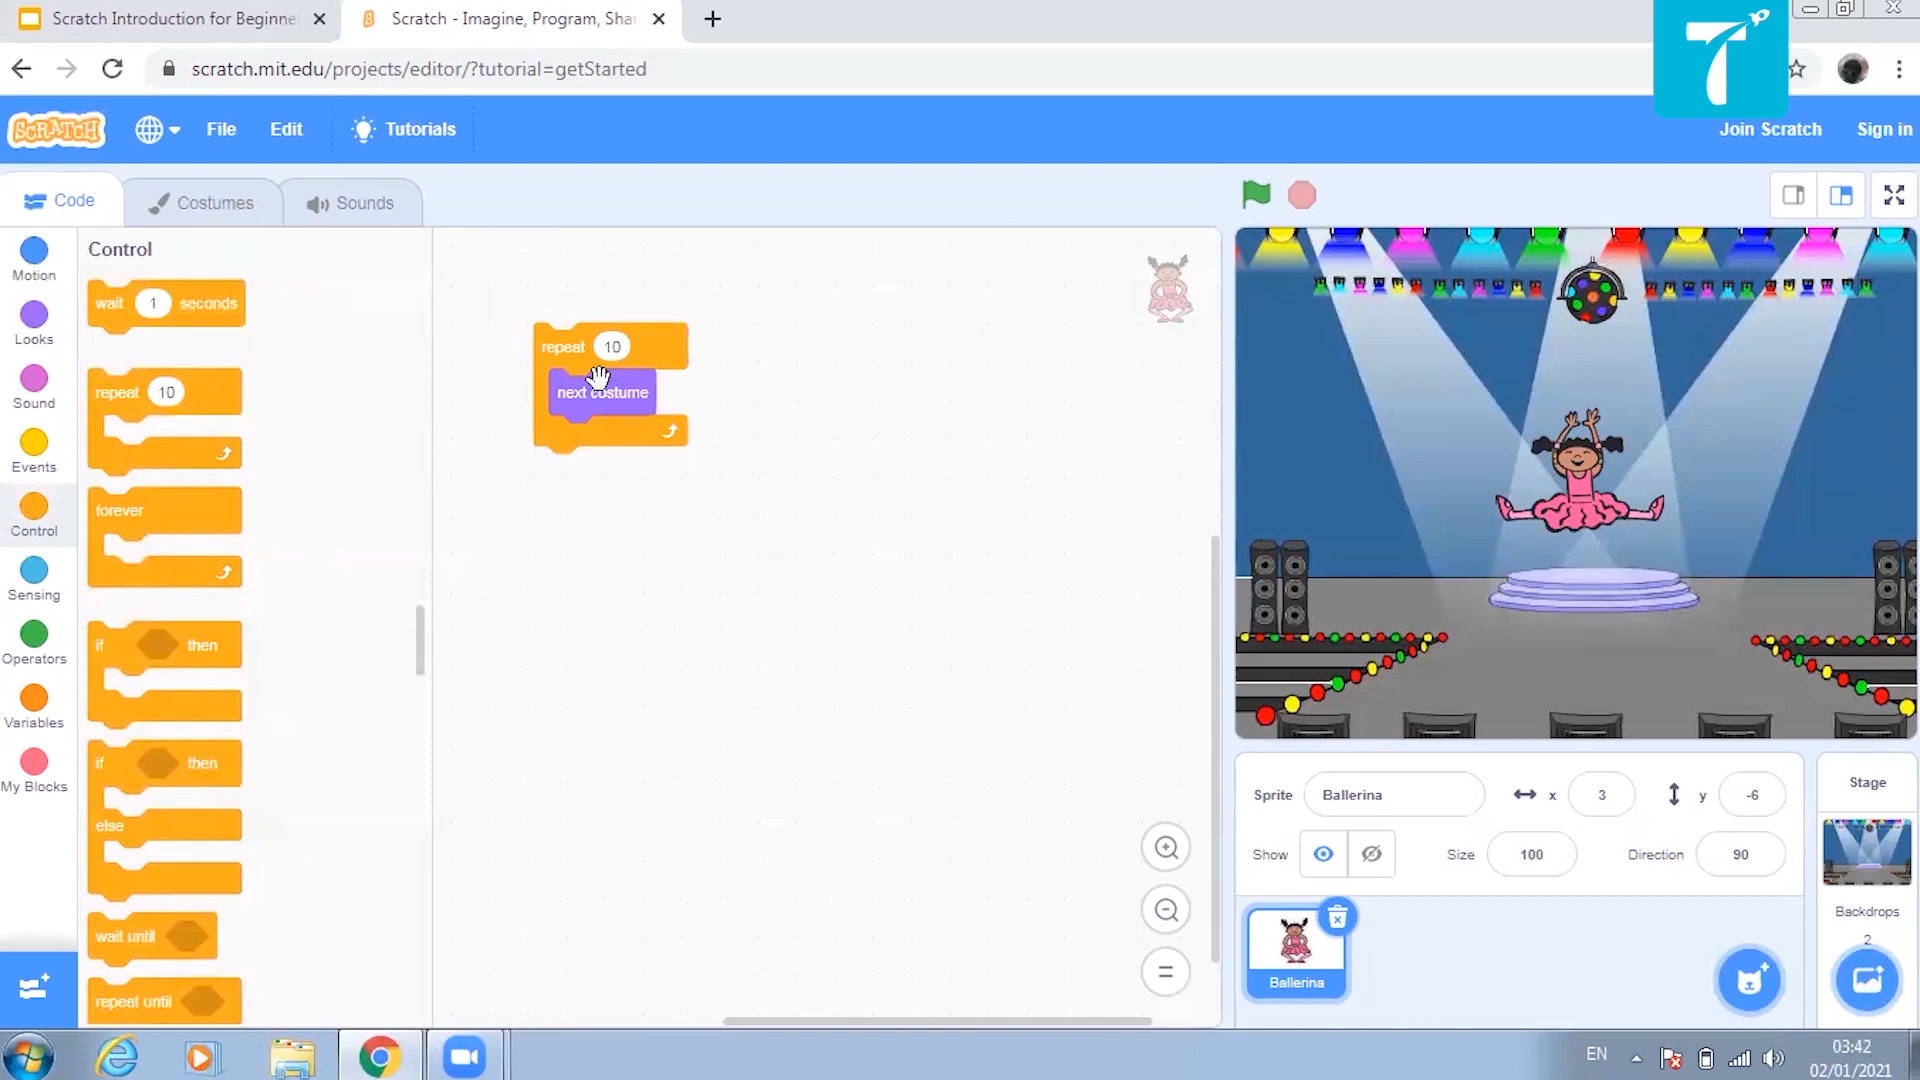 Scratch Introduction for Beginne
Scratch - Imagine, Program, Shar
scratch.mit.edu/projects/editor/?tutorial=getStarted
T
SCRATCH
File
Edit
Tutorials
Join Scratch
Sign in
Code
Costumes
Sounds
Motion
Looks
Sound
Events
Control
Sensing
Operators
Variables
My Blocks
Control
wait 1 seconds
repeat 10
forever
if then
if then
else
wait until
repeat until
repeat 10
next costume
Sprite Ballerina x 3 y -6
Show Size 100 Direction 90
Ballerina
Stage
Backdrops
2
EN
03:42
02/01/2021